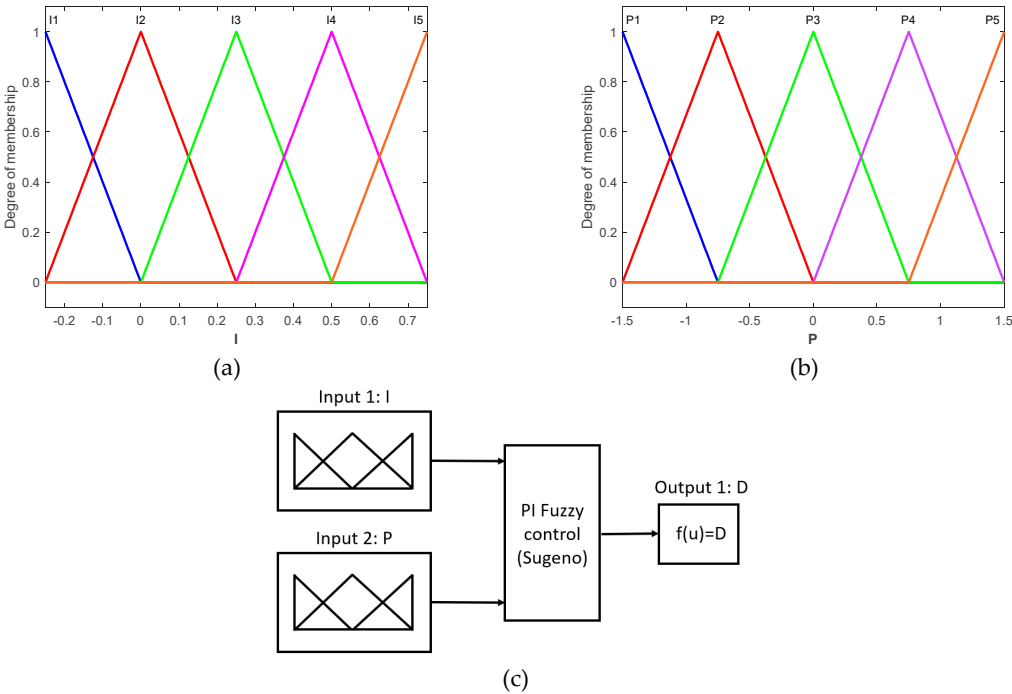 I1 I2 I3 I4 I5
1
0.8
0.6
0.4
0.2
0
Degree of membership
-0.2 -0.1 0 0.1 0.2 0.3 0.4 0.5 0.6 0.7
I
(a)
P1 P2 P3 P4 P5
1
0.8
0.6
0.4
0.2
0
Degree of membership
-1.5 -1 -0.5 0 0.5 1 1.5
P
(b)
Input 1: I
Input 2: P
PI Fuzzy
control
(Sugeno)
Output 1: D
f(u)=D
(c)